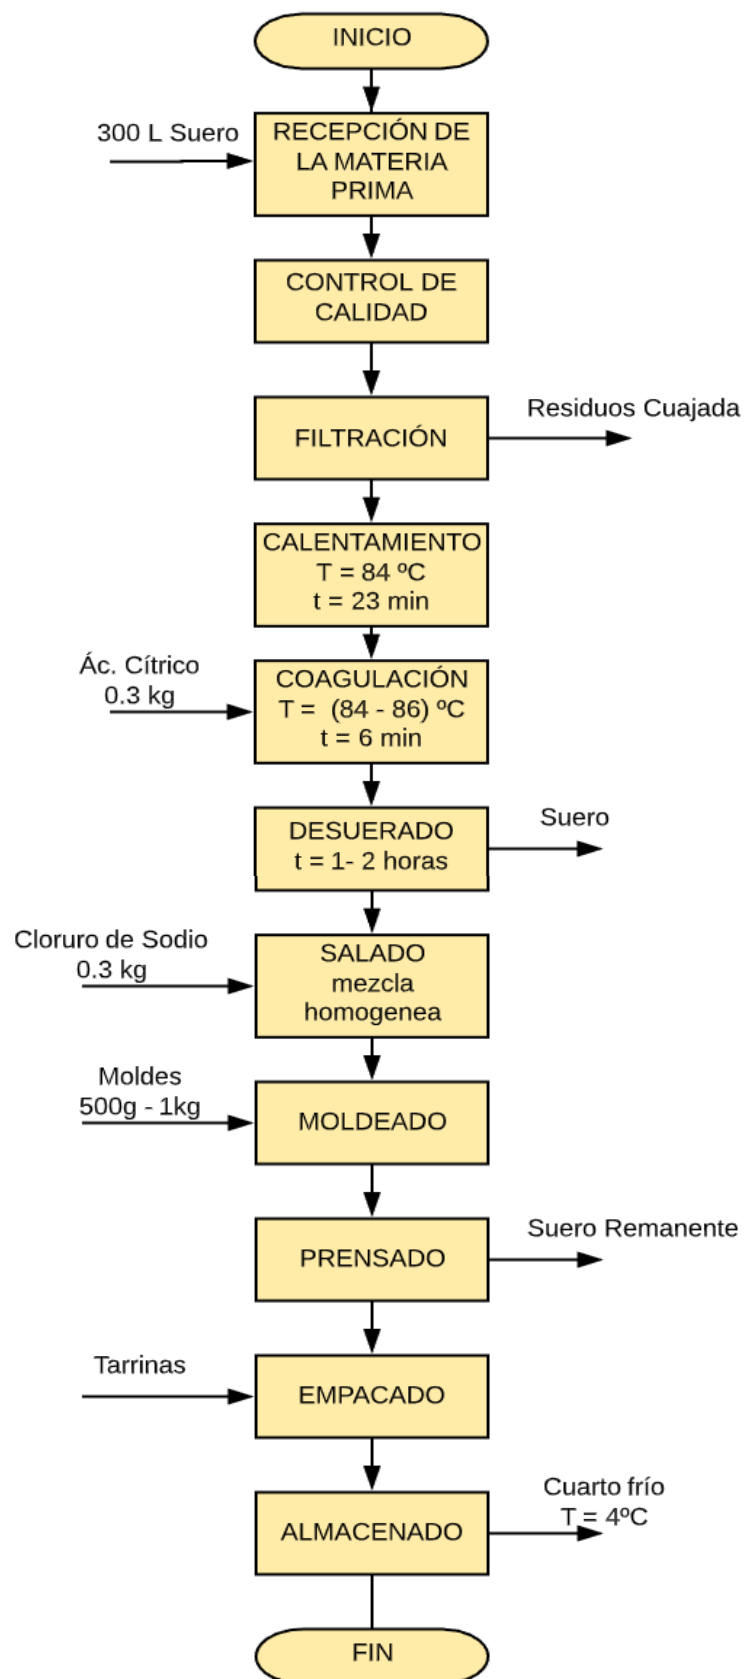 INICIO
300 L Suero
RECEPCIÓN DE
LA MATERIA
PRIMA
CONTROL DE
CALIDAD
FILTRACIÓN
Residuos Cuajada
CALENTAMIENTO
T = 84 ºC
t = 23 min
Ác. Cítrico
0.3 kg
COAGULACIÓN
T = (84 - 86) ºC
t = 6 min
DESUERADO
t = 1- 2 horas
Suero
Cloruro de Sodio
0.3 kg
SALADO
mezcla
homogenea
Moldes
500g - 1kg
MOLDEADO
PRENSADO
Suero Remanente
Tarrinas
EMPACADO
ALMACENADO
Cuarto frío
T = 4ºC
FIN